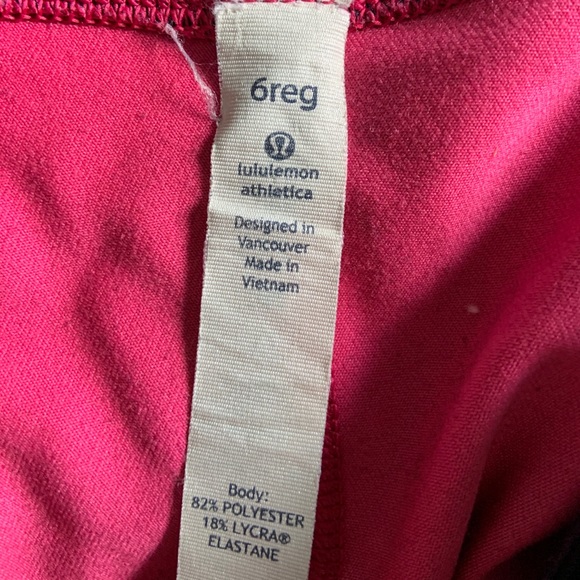 6reg
lululemon
athletica
Designed in
Vancouver
Made in
Vietnam
Body:
82% POLYESTER
18% LYCRA®
ELASTANE